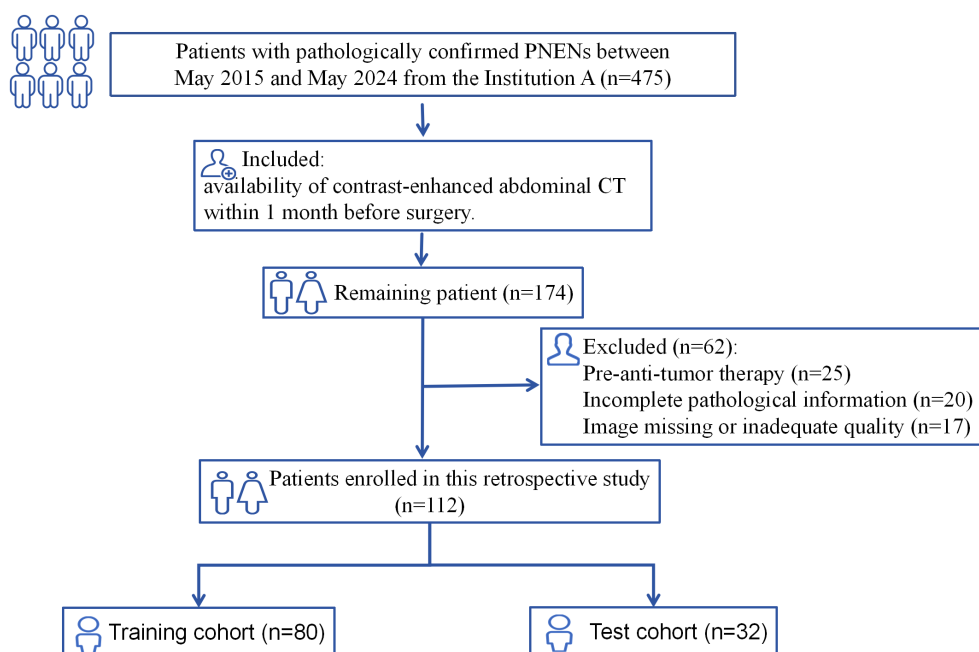 Patients with pathologically confirmed PNENs between
May 2015 and May 2024 from the Institution A (n=475)
Included:
availability of contrast-enhanced abdominal CT
within 1 month before surgery.
Remaining patient (n=174)
Excluded (n=62):
Pre-anti-tumor therapy (n=25)
Incomplete pathological information (n=20)
Image missing or inadequate quality (n=17)
Patients enrolled in this retrospective study
(n=112)
Training cohort (n=80)
Test cohort (n=32)